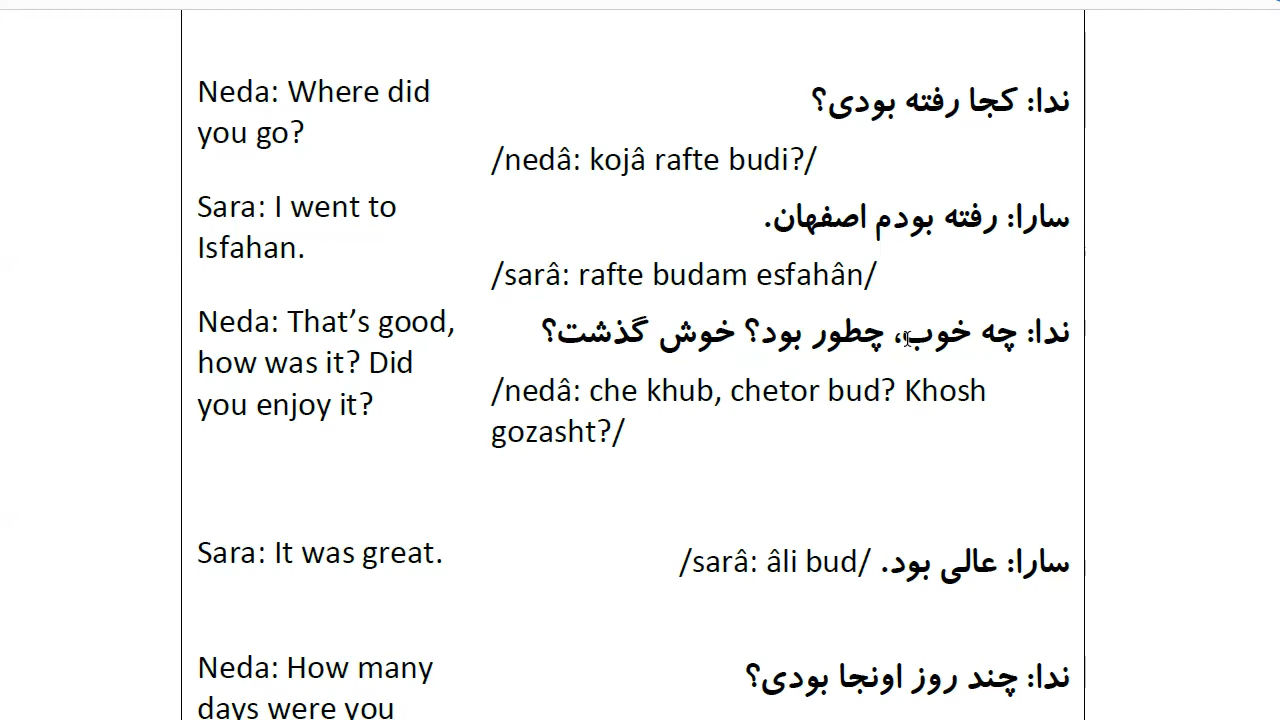 Neda: Where did
you go?
ندا: کجا رفته بودی؟
/nedâ: kojâ rafte budi?/
Sara: I went to
Isfahan.
سارا: رفته بودم اصفهان.
/sarâ: rafte budam esfahân/
Neda: That’s good,
how was it? Did
you enjoy it?
ندا: چه خوب، چطور بود؟ خوش گذشت؟
/nedâ: che khub, chetor bud? Khosh
gozasht?/
Sara: It was great.
سارا: عالی بود. /sarâ: âli bud/
Neda: How many
days were you
ندا: چند روز اونجا بودی؟